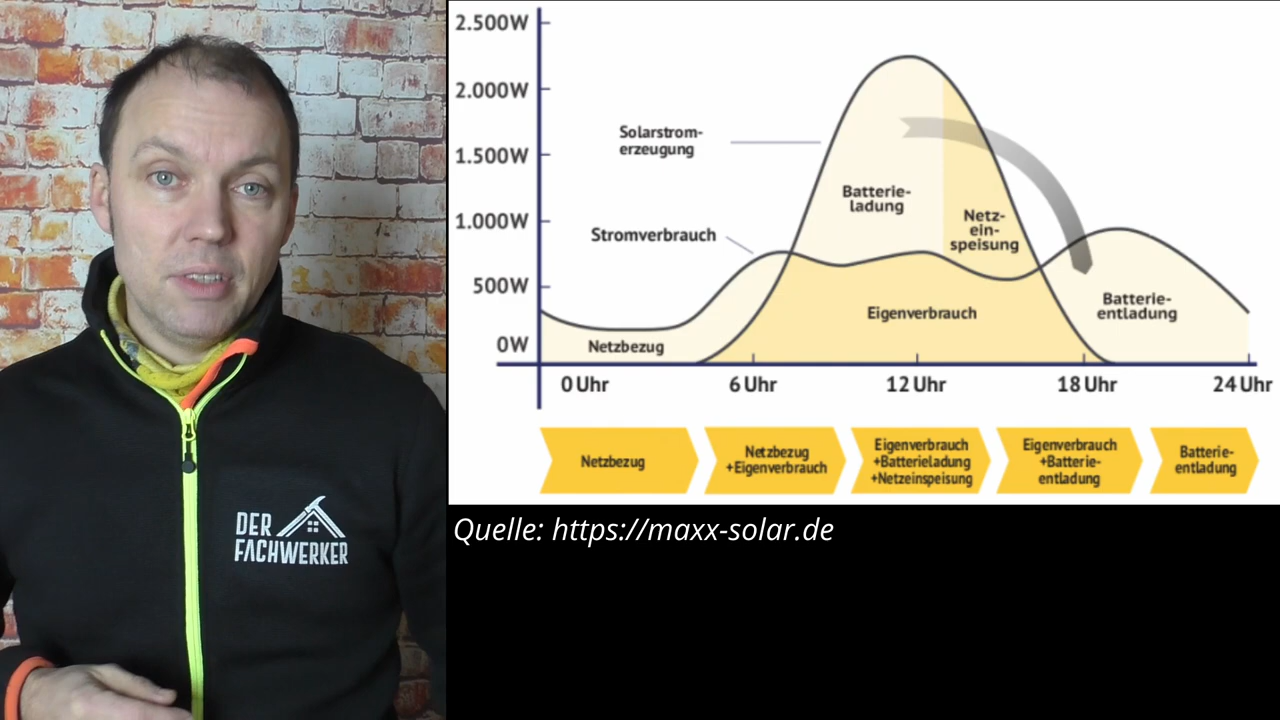 DER
FACHWERKER
2.500W
2.000W
1.500W
1.000W
500W
0W
Solarstrom-
erzeugung
Stromverbrauch
Batterie-
ladung
Netz-
ein-
speisung
Eigenverbrauch
Batterie-
entladung
Netzbezug
0 Uhr
6 Uhr
12 Uhr
18 Uhr
24 Uhr
Netzbezug
Netzbezug
+Eigenverbrauch
Eigenverbrauch
+Batterieladung
+Netzeinspeisung
Eigenverbrauch
+Batterie-
entladung
Batterie-
entladung
Quelle: https://maxx-solar.de